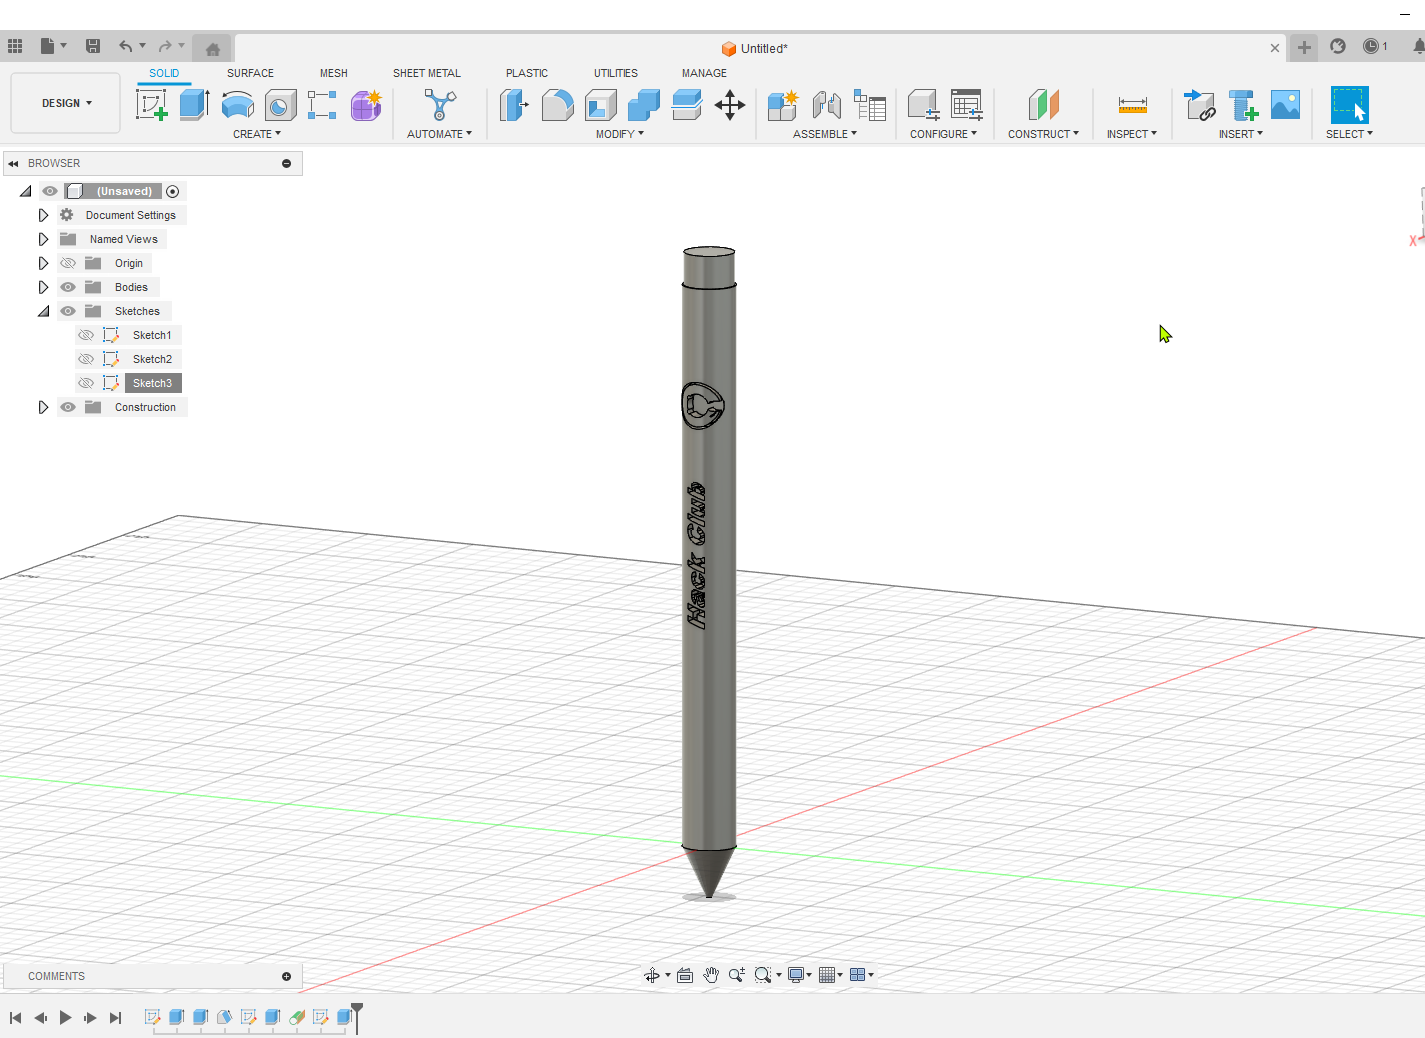 Untitled*
1
DESIGN
SOLID
SURFACE
MESH
SHEET METAL
PLASTIC
UTILITIES
MANAGE
CREATE
AUTOMATE
MODIFY
ASSEMBLE
CONFIGURE
CONSTRUCT
INSPECT
INSERT
SELECT
BROWSER
(Unsaved)
Document Settings
Named Views
Origin
Bodies
Sketches
Sketch1
Sketch2
Sketch3
Construction
X
Hack Club
COMMENTS